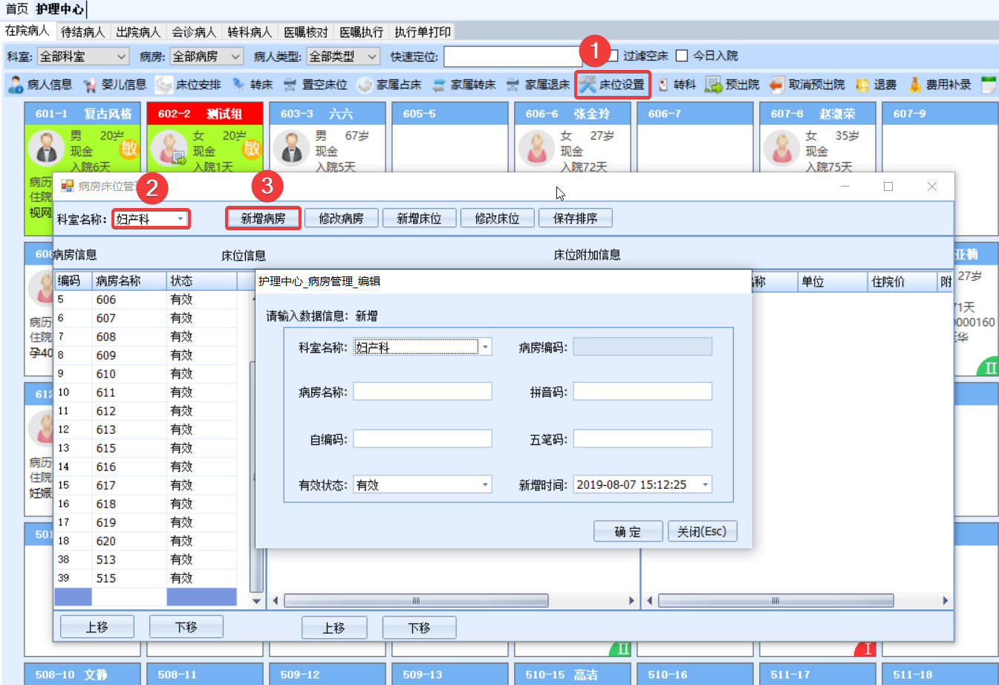 首页 护理中心
在院病人 待结病人 出院病人 会诊病人 转科病人 医嘱核对 医嘱执行 执行单打印
科室: 全部科室 病房: 全部病房 病人类型: 全部类型 快速定位: 1 过滤空床 今日入院
病人信息 婴儿信息 床位安排 转床 置空床位 家属占床 家属转床 家属退床 床位设置 转科 预出院 取消预出院 退费 费用补录
601-1 复古风格 602-2 测试组 603-3 六六 605-5 606-6 张金玲 606-7 607-8 赵淑荣 607-9
男 20岁 女 20岁 男 67岁 女 27岁 女 35岁
现金 敏 现金 敏 现金 现金 现金
入院6天 入院1天 入院5天 入院72天 入院75天
病历
住院
视网
病房床位管 2 3
科室名称: 妇产科 新增病房 修改病房 新增床位 修改床位 保存排序
病房信息 床位信息 床位附加信息
608
亚楠
27岁
71天
0000160
华
II
病历
住院
孕40
编码 病房名称 状态 称 单位 住院价 附
5 606 有效
6 607 有效
7 608 有效
8 609 有效
9 610 有效
10 611 有效
11 612 有效
12 613 有效
13 615 有效
14 616 有效
15 617 有效
16 618 有效
17 619 有效
18 620 有效
38 513 有效
39 515 有效
护理中心_病房管理_编辑
请输入数据信息: 新增
科室名称: 妇产科 病房编码:
病房名称: 拼音码:
自编码: 五笔码:
有效状态: 有效 新增时间: 2019-08-07 15:12:25
确 定 关闭(Esc)
612
病历
住院
妊娠
501
上移 下移 上移 下移
II I
508-10 文静 508-11 509-12 509-13 510-15 高洁 510-16 511-17 511-18